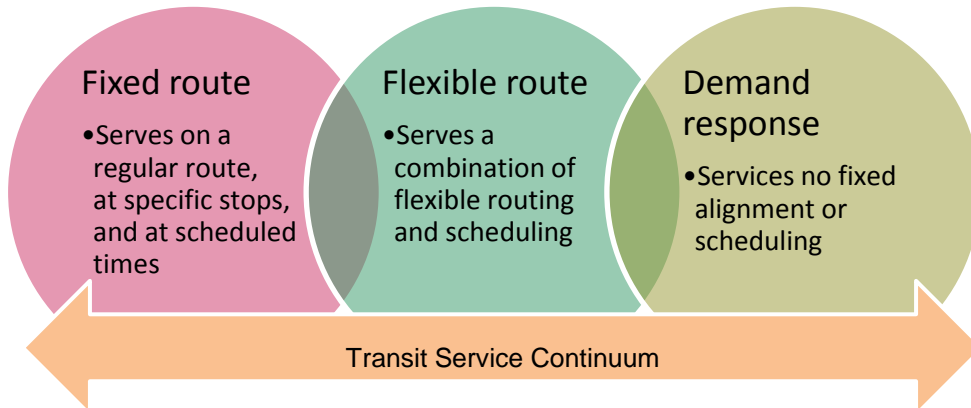 Fixed route
•Serves on a
regular route,
at specific stops,
and at scheduled
times
Flexible route
•Serves a
combination of
flexible routing
and scheduling
Demand
response
•Services no fixed
alignment or
scheduling
Transit Service Continuum